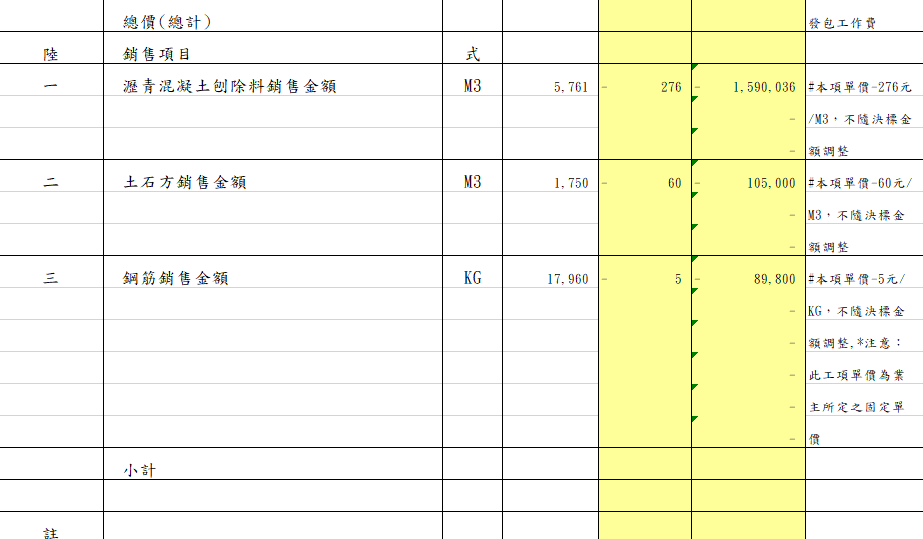 總價(總計) 發包工作費
陸 銷售項目 式
一 瀝青混凝土刨除料銷售金額 M3 5,761 - 276 - 1,590,036 #本項單價-276元
- /M3，不隨決標金
- 額調整
二 土石方銷售金額 M3 1,750 - 60 - 105,000 #本項單價-60元/
- M3，不隨決標金
- 額調整
三 鋼筋銷售金額 KG 17,960 - 5 - 89,800 #本項單價-5元/
- KG，不隨決標金
- 額調整,*注意：
- 此工項單價為業
- 主所定之固定單
- 價
小計
註